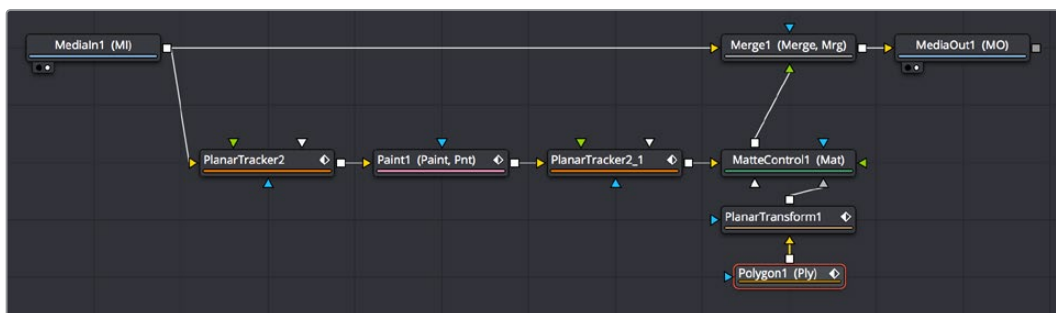 MediaIn1 (MI)
Merge1 (Merge, Mrg)
MediaOut1 (MO)
PlanarTracker2
Paint1 (Paint, Pnt)
PlanarTracker2_1
MatteControl1 (Mat)
PlanarTransform1
Polygon1 (Ply)